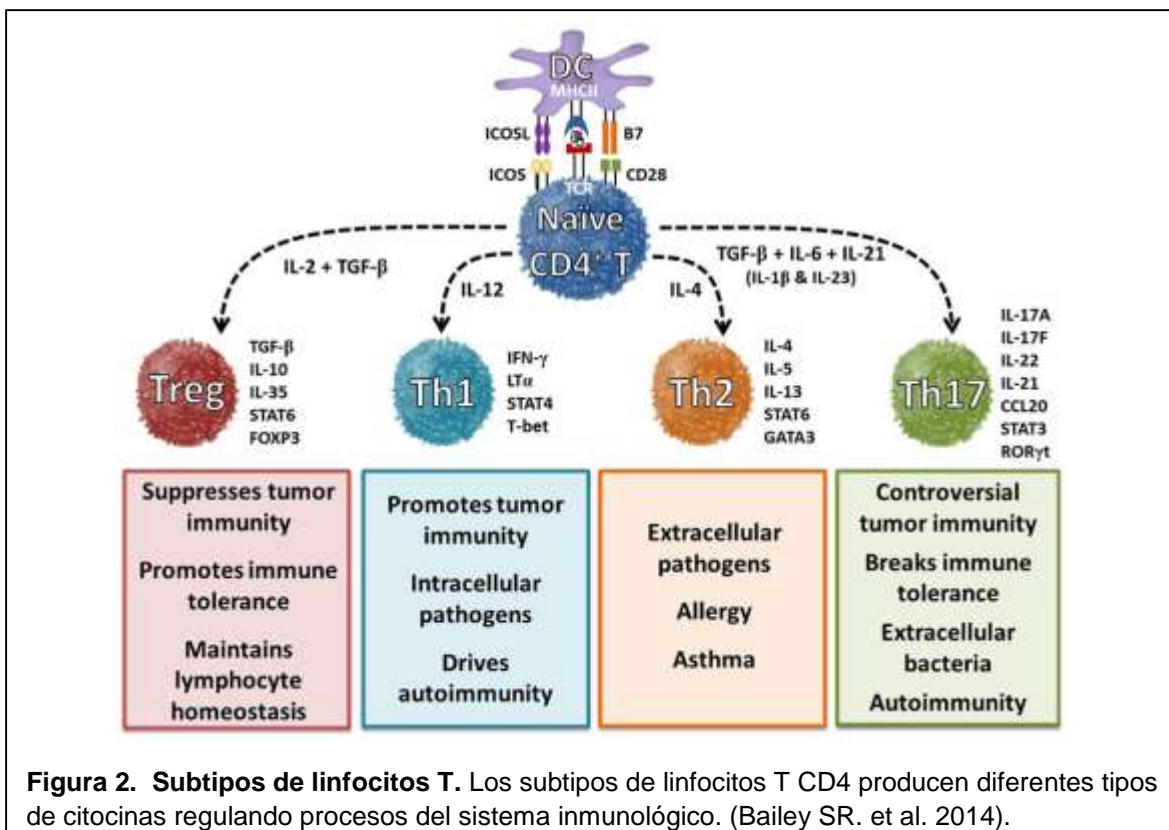 DC
MHCII
ICOSL
B7
ICOS
CD28
TCR
Naïve
CD4⁺ T
IL-2 + TGF-β
IL-12
IL-4
TGF-β + IL-6 + IL-21
(IL-1β & IL-23)
Treg
TGF-β
IL-10
IL-35
STAT6
FOXP3
Th1
IFN-γ
LTα
STAT4
T-bet
Th2
IL-4
IL-5
IL-13
STAT6
GATA3
Th17
IL-17A
IL-17F
IL-22
IL-21
CCL20
STAT3
RORγt
Suppresses tumor
immunity
Promotes immune
tolerance
Maintains
lymphocyte
homeostasis
Promotes tumor
immunity
Intracellular
pathogens
Drives
autoimmunity
Extracellular
pathogens
Allergy
Asthma
Controversial
tumor immunity
Breaks immune
tolerance
Extracellular
bacteria
Autoimmunity
Figura 2. Subtipos de linfocitos T. Los subtipos de linfocitos T CD4 producen diferentes tipos
de citocinas regulando procesos del sistema inmunológico. (Bailey SR. et al. 2014).